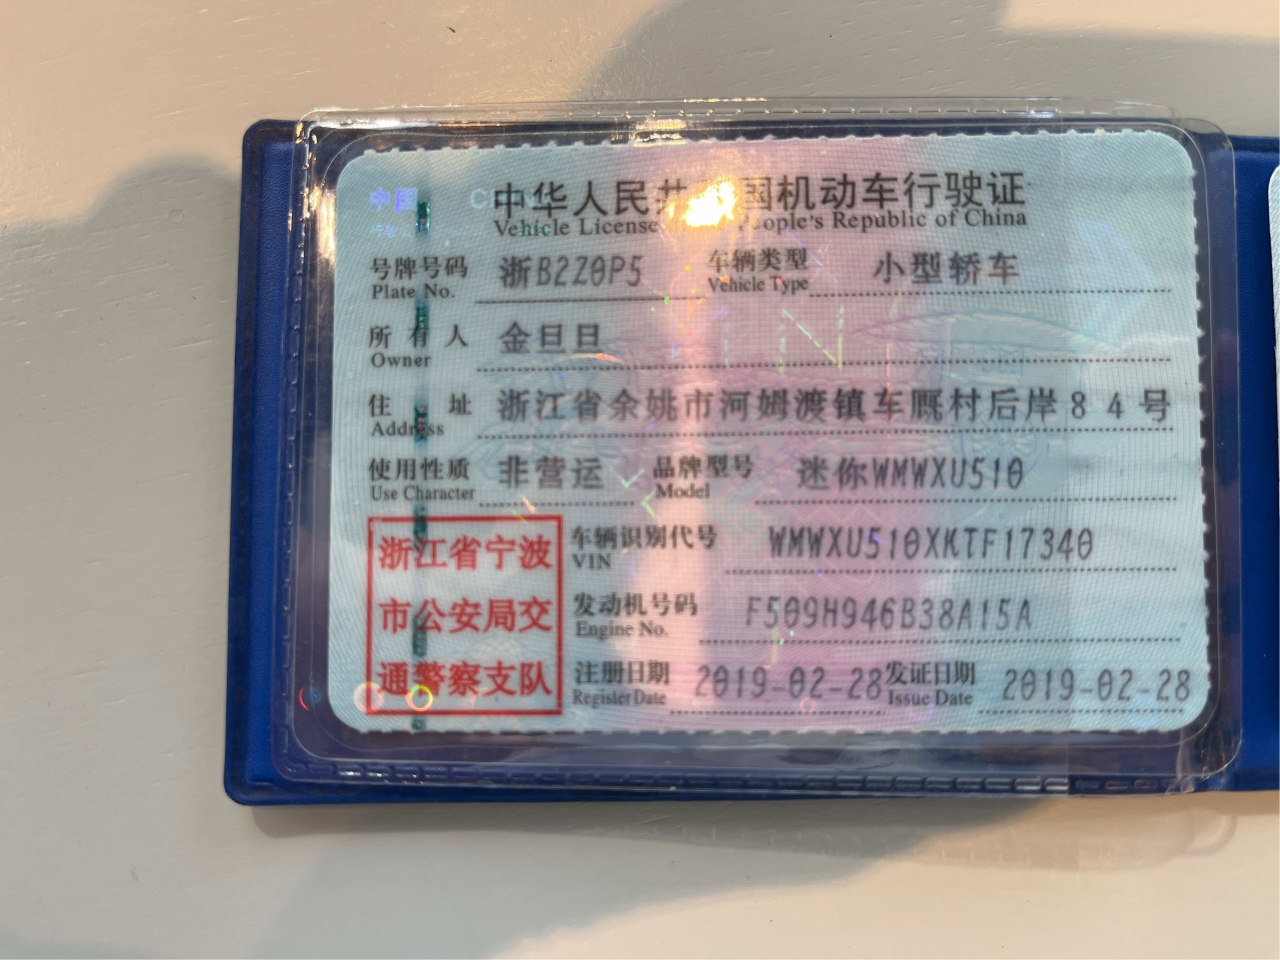 中国 中华人民共 国机动车行驶证
Vehicle License People's Republic of China
号牌号码 浙B2Z0P5 车辆类型 小型轿车
Plate No. Vehicle Type
所有人 金旦旦
Owner
住址 浙江省余姚市河姆渡镇车厩村后岸84号
Address
使用性质 非营运 品牌型号 迷你WMWXU510
Use Character Model
浙江省宁波
市公安局交
通警察支队
车辆识别代号 WMWXU510XKTF17340
VIN
发动机号码 F509H946B38A15A
Engine No.
注册日期 2019-02-28 发证日期 2019-02-28
Register Date Issue Date